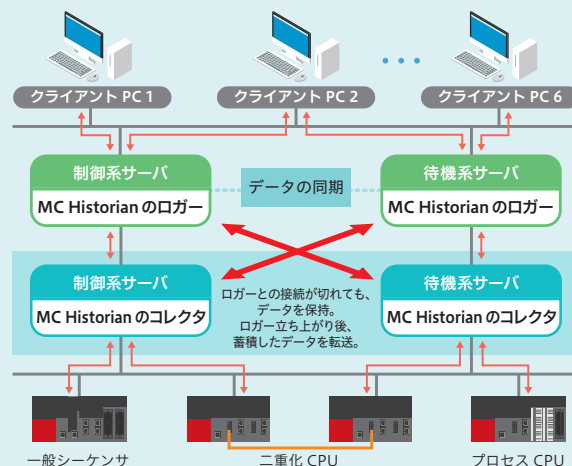 クライアント PC 1
クライアント PC 2
クライアント PC 6
制御系サーバ
MC Historian のロガー
データの同期
待機系サーバ
MC Historian のロガー
制御系サーバ
MC Historian のコレクタ
ロガーとの接続が切れても、
データを保持。
ロガー立ち上がり後、
蓄積したデータを転送。
待機系サーバ
MC Historian のコレクタ
一般シーケンサ
二重化 CPU
プロセス CPU